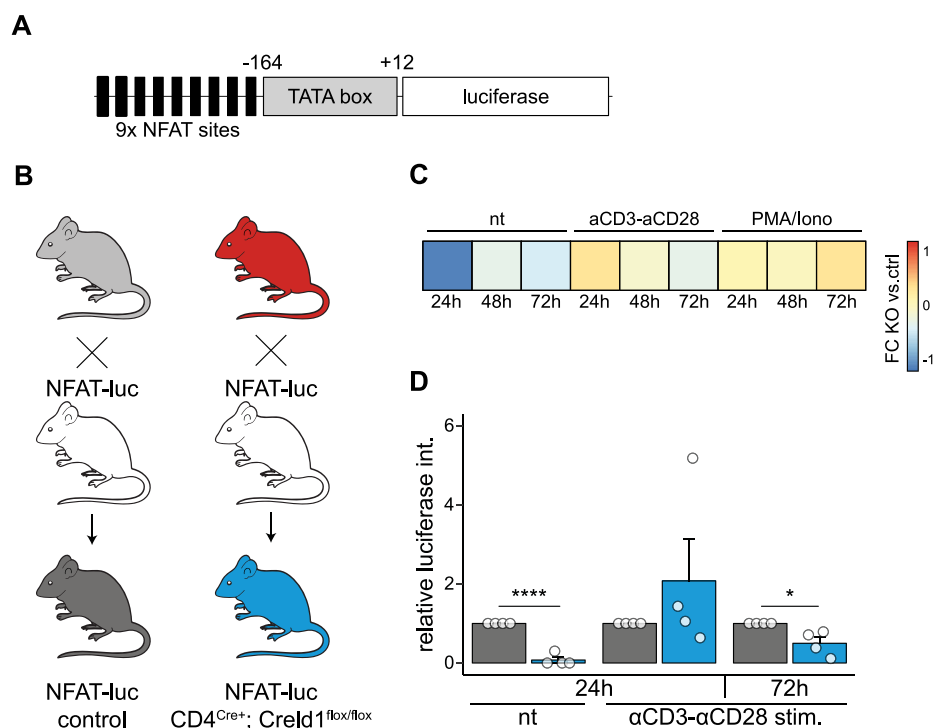 A
-164
+12
TATA box
luciferase
9x NFAT sites
B
NFAT-luc
NFAT-luc
NFAT-luc
control
NFAT-luc
CD4Cre+; Creld1flox/flox
C
nt
aCD3-aCD28
PMA/Iono
24h
48h
72h
24h
48h
72h
24h
48h
72h
FC KO vs.ctrl
1
0
-1
D
relative luciferase int.
6
4
2
0
****
*
24h
72h
nt
αCD3-αCD28 stim.